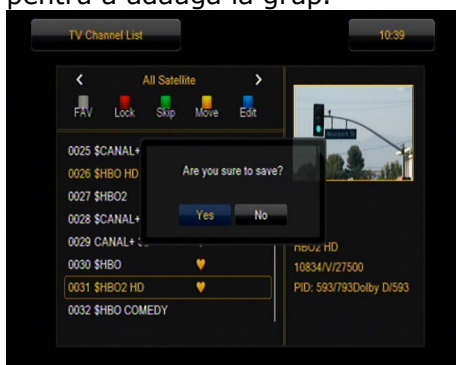 pentru a adăuga la grup.
TV Channel List
10:39
All Satellite
FAV Lock Skip Move Edit
0025 $CANAL+
0026 $HBO HD
0027 $HBO2
0028 $CANAL+
0029 CANAL+
0030 $HBO
0031 $HBO2 HD
0032 $HBO COMEDY
Are you sure to save?
Yes No
HBO2 HD
10834/V/27500
PID: 593/793Dolby D/593